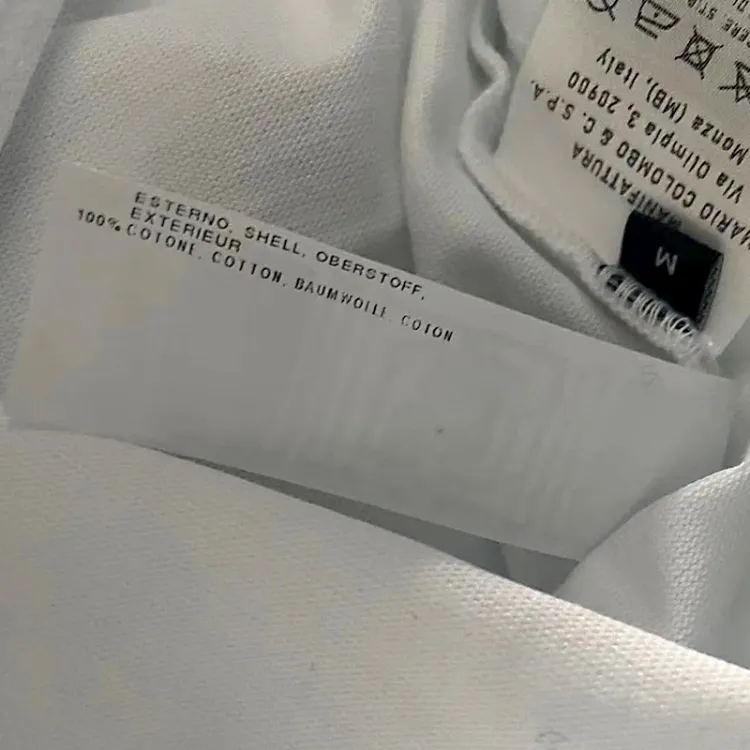 ESTERNO, SHELL, OBERSTOFF,
EXTERIEUR
100% COTONE, COTTON, BAUMWOLLE, COTON
M
MANIFATTURA
MARIO COLOMBO & C. S.P.A.
Via Olimpia 3, 20900
Monza (MB), Italy